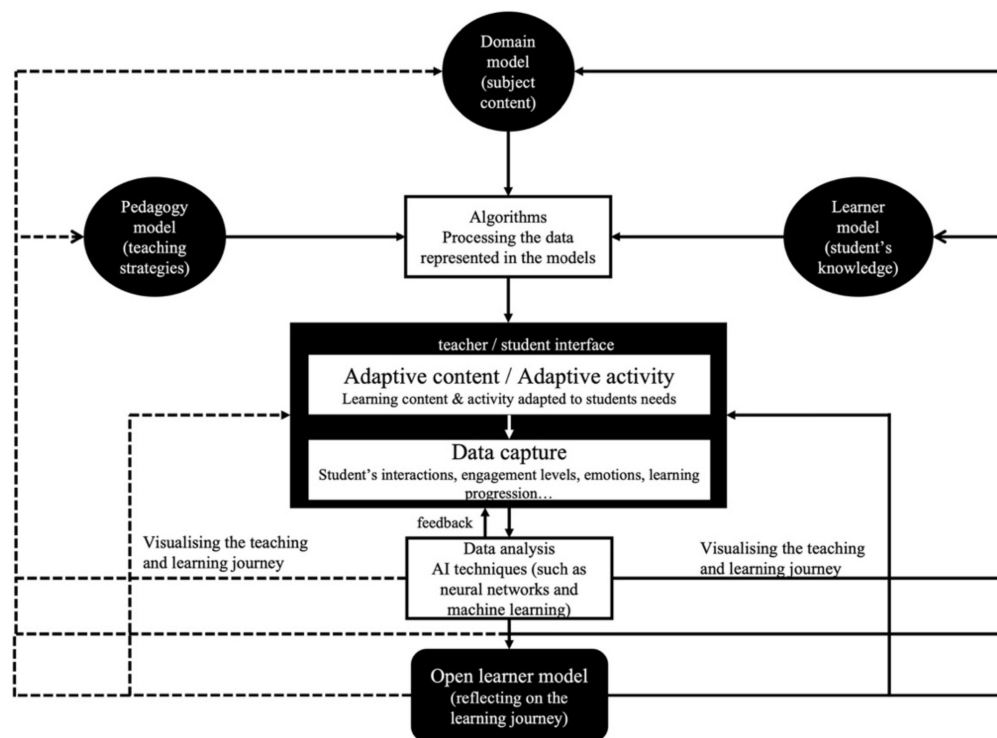 Domain
model
(subject
content)
Pedagogy
model
(teaching
strategies)
Algorithms
Processing the data
represented in the models
Learner
model
(student’s
knowledge)
teacher / student interface
Adaptive content / Adaptive activity
Learning content & activity adapted to students needs
Data capture
Student’s interactions, engagement levels, emotions, learning
progression…
feedback
Visualising the teaching
and learning journey
Data analysis
AI techniques (such as
neural networks and
machine learning)
Visualising the teaching
and learning journey
Open learner model
(reflecting on the
learning journey)